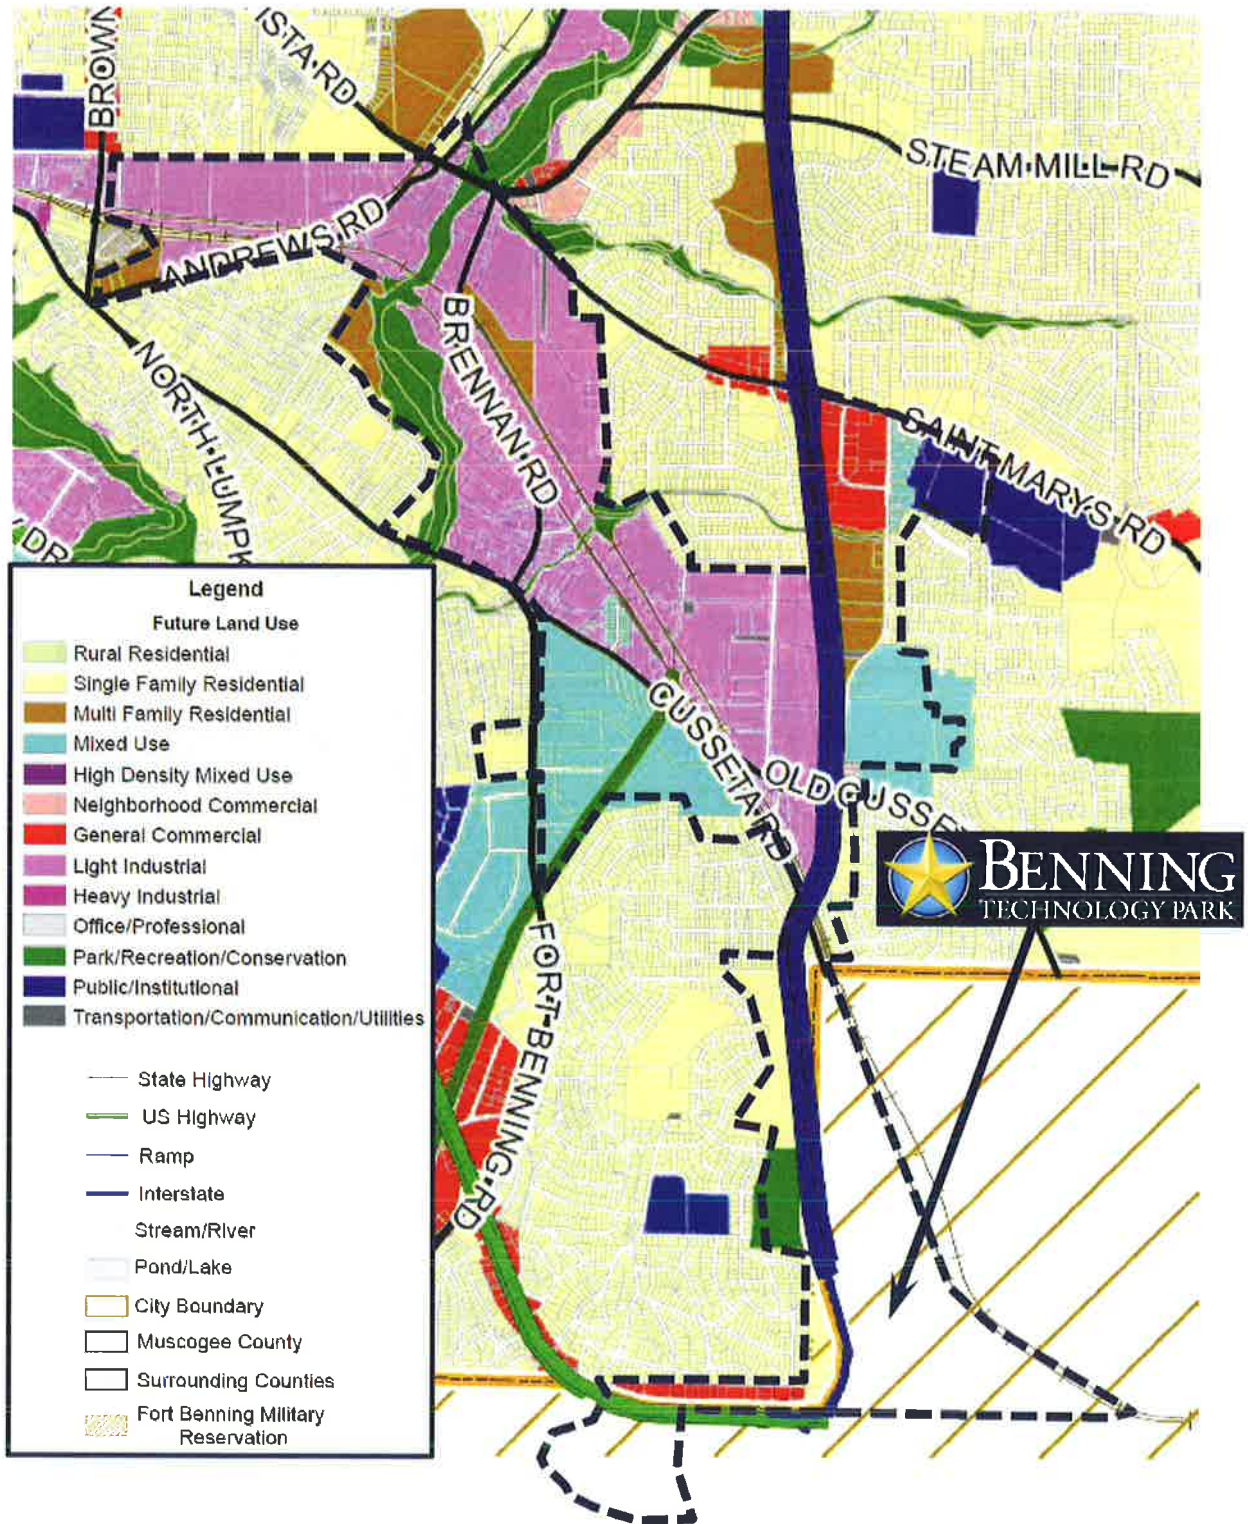 BROWN
ISTA RD
STEAM MILL RD
ANDREWS RD
BRENNAN RD
NORTH LUMPK
SAINT MARYS RD
DR
CUSSETA RD
OLD CUSSET
BENNING
TECHNOLOGY PARK
FORT BENNING RD
Legend
Future Land Use
Rural Residential
Single Family Residential
Multi Family Residential
Mixed Use
High Density Mixed Use
Neighborhood Commercial
General Commercial
Light Industrial
Heavy Industrial
Office/Professional
Park/Recreation/Conservation
Public/Institutional
Transportation/Communication/Utilities
State Highway
US Highway
Ramp
Interstate
Stream/River
Pond/Lake
City Boundary
Muscogee County
Surrounding Counties
Fort Benning Military
Reservation